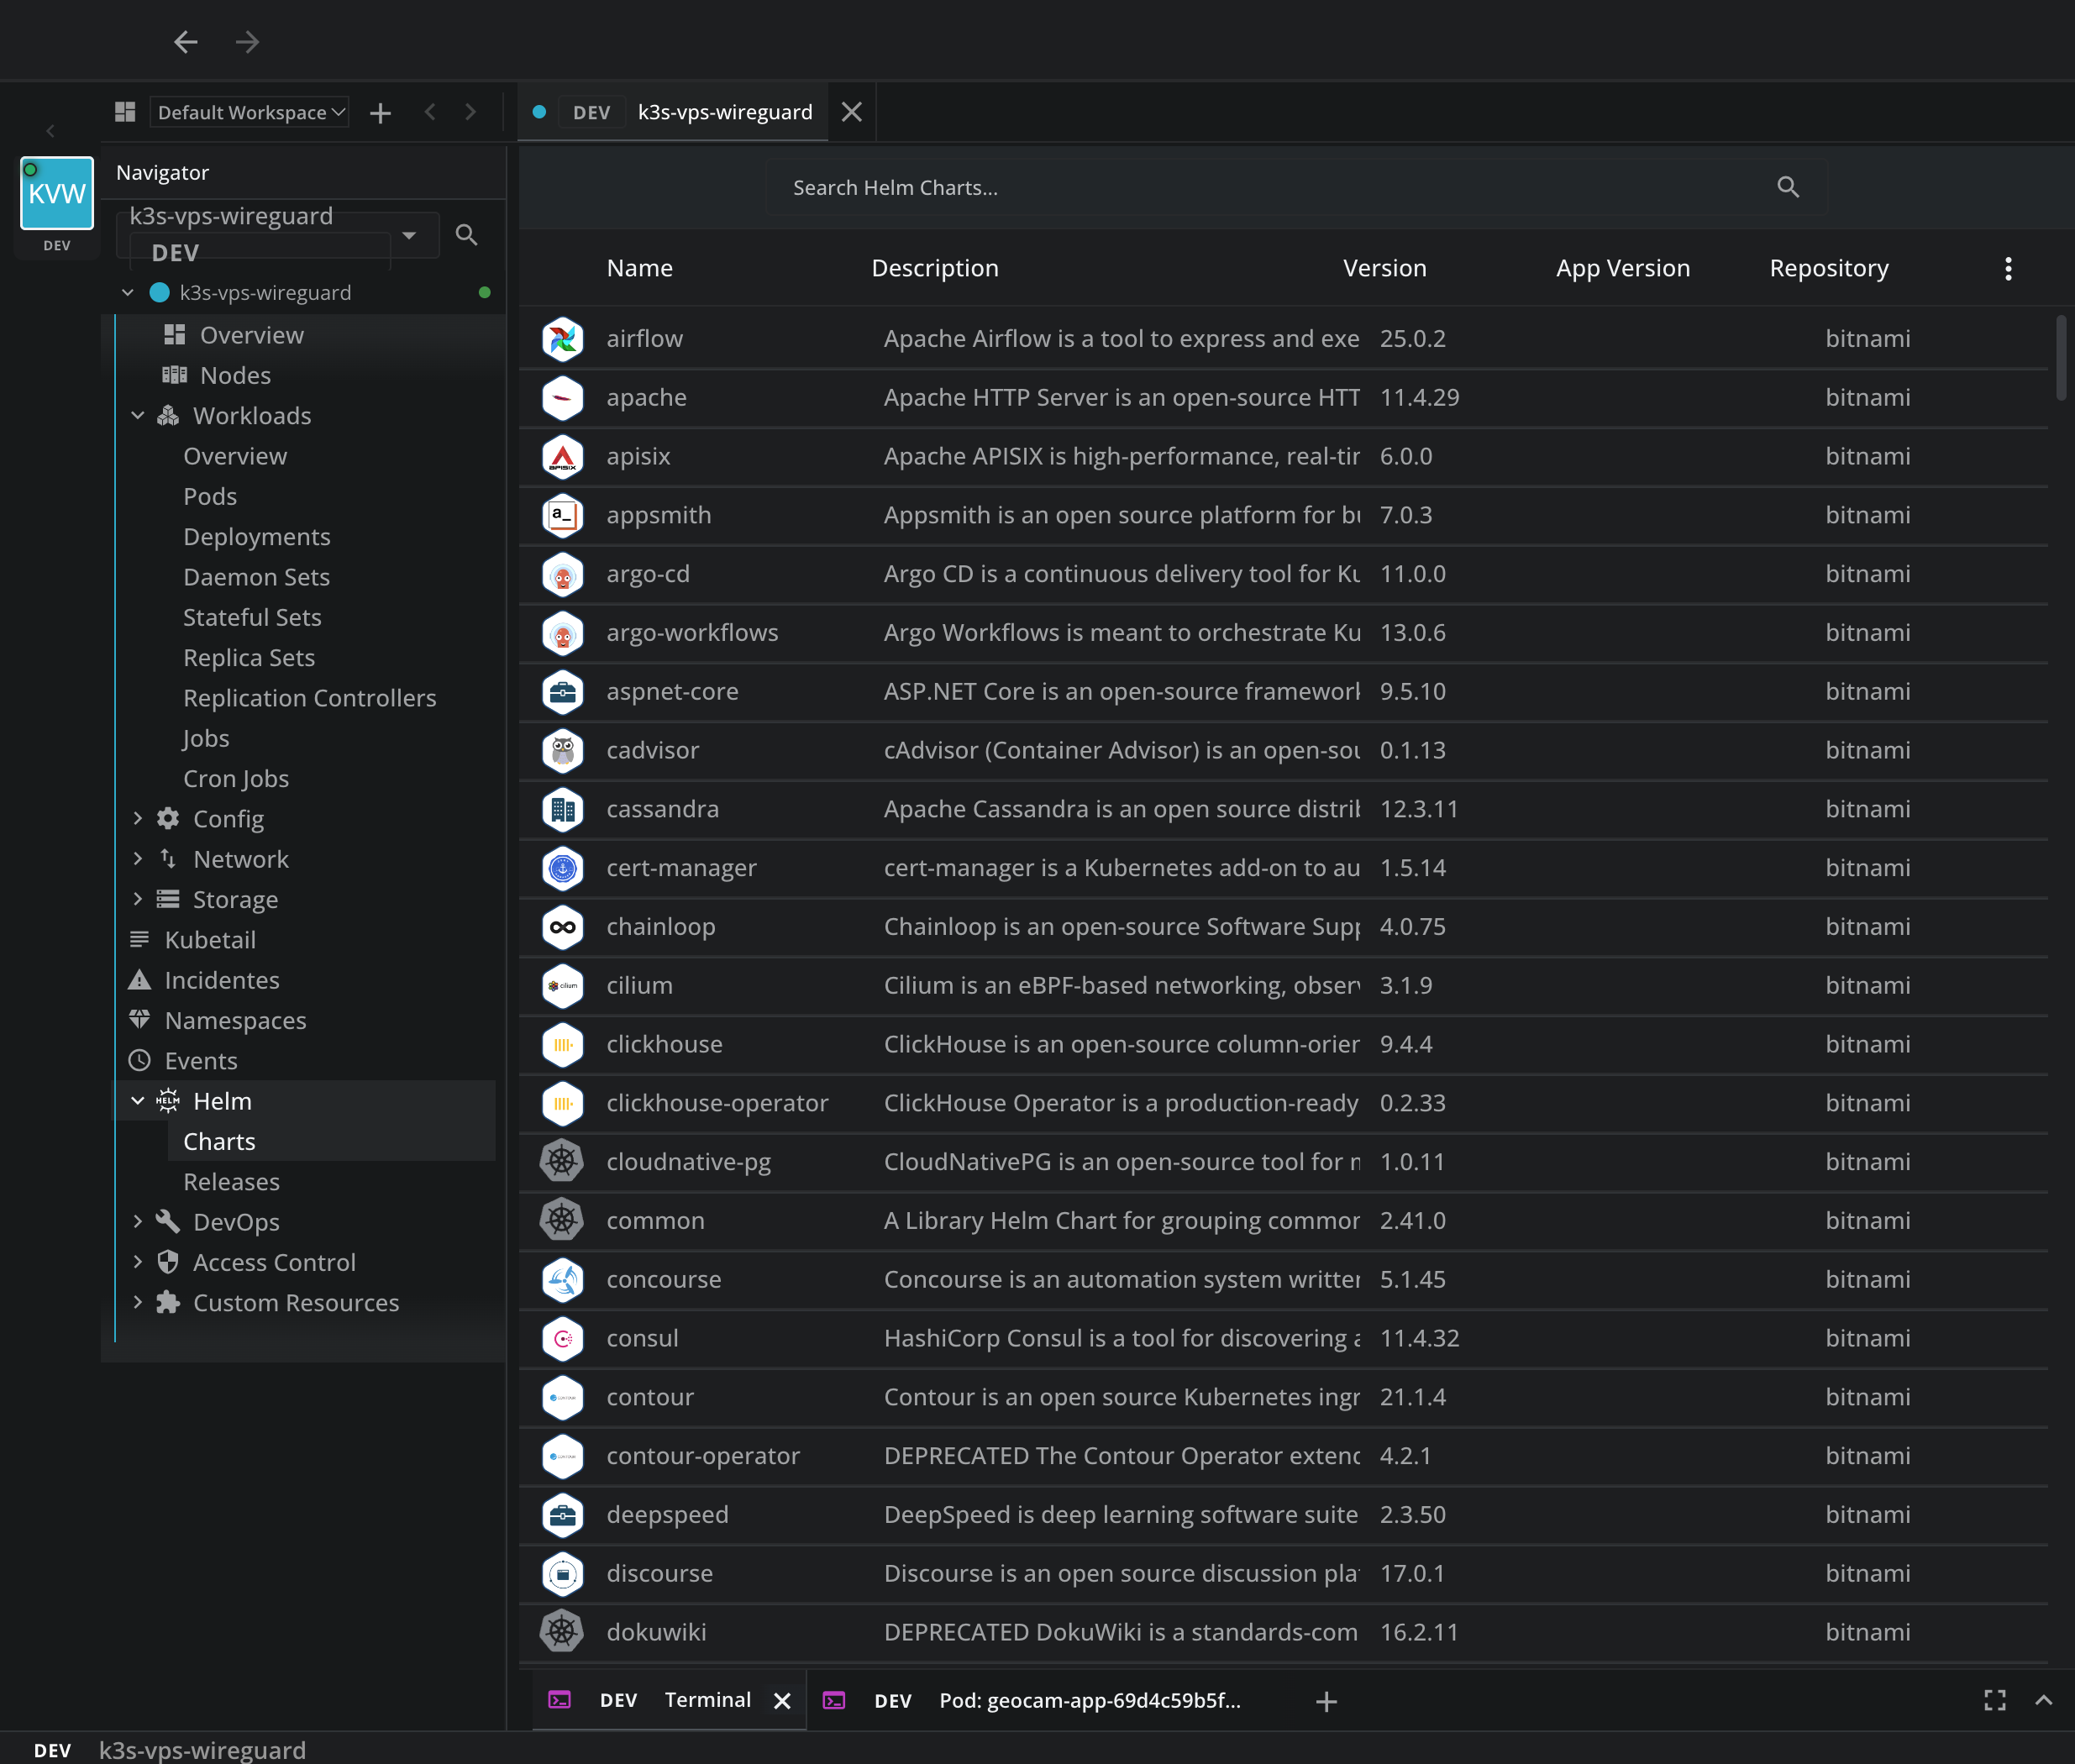 Default Workspace
DEV k3s-vps-wireguard
KVW
DEV
Navigator
k3s-vps-wireguard
DEV
k3s-vps-wireguard
Overview
Nodes
Workloads
Overview
Pods
Deployments
Daemon Sets
Stateful Sets
Replica Sets
Replication Controllers
Jobs
Cron Jobs
Config
Network
Storage
Kubetail
Incidentes
Namespaces
Events
HELM Helm
Charts
Releases
DevOps
Access Control
Custom Resources
Search Helm Charts...
Name Description Version App Version Repository
airflow Apache Airflow is a tool to express and exe 25.0.2 bitnami
apache Apache HTTP Server is an open-source HTT 11.4.29 bitnami
APISIX apisix Apache APISIX is high-performance, real-tir 6.0.0 bitnami
a_ appsmith Appsmith is an open source platform for bu 7.0.3 bitnami
argo-cd Argo CD is a continuous delivery tool for Ku 11.0.0 bitnami
argo-workflows Argo Workflows is meant to orchestrate Ku 13.0.6 bitnami
aspnet-core ASP.NET Core is an open-source framework 9.5.10 bitnami
cadvisor cAdvisor (Container Advisor) is an open-sou 0.1.13 bitnami
cassandra Apache Cassandra is an open source distrib 12.3.11 bitnami
cert-manager cert-manager is a Kubernetes add-on to au 1.5.14 bitnami
chainloop Chainloop is an open-source Software Supp 4.0.75 bitnami
cilium cilium Cilium is an eBPF-based networking, observ 3.1.9 bitnami
clickhouse ClickHouse is an open-source column-orier 9.4.4 bitnami
clickhouse-operator ClickHouse Operator is a production-ready 0.2.33 bitnami
cloudnative-pg CloudNativePG is an open-source tool for 1.0.11 bitnami
common A Library Helm Chart for grouping commor 2.41.0 bitnami
concourse Concourse is an automation system writter 5.1.45 bitnami
consul HashiCorp Consul is a tool for discovering a 11.4.32 bitnami
contour Contour is an open source Kubernetes ingr 21.1.4 bitnami
contour-operator DEPRECATED The Contour Operator extend 4.2.1 bitnami
deepspeed DeepSpeed is deep learning software suite 2.3.50 bitnami
discourse Discourse is an open source discussion pla 17.0.1 bitnami
dokuwiki DEPRECATED DokuWiki is a standards-com 16.2.11 bitnami
DEV Terminal DEV Pod: geocam-app-69d4c59b5f...
DEV k3s-vps-wireguard